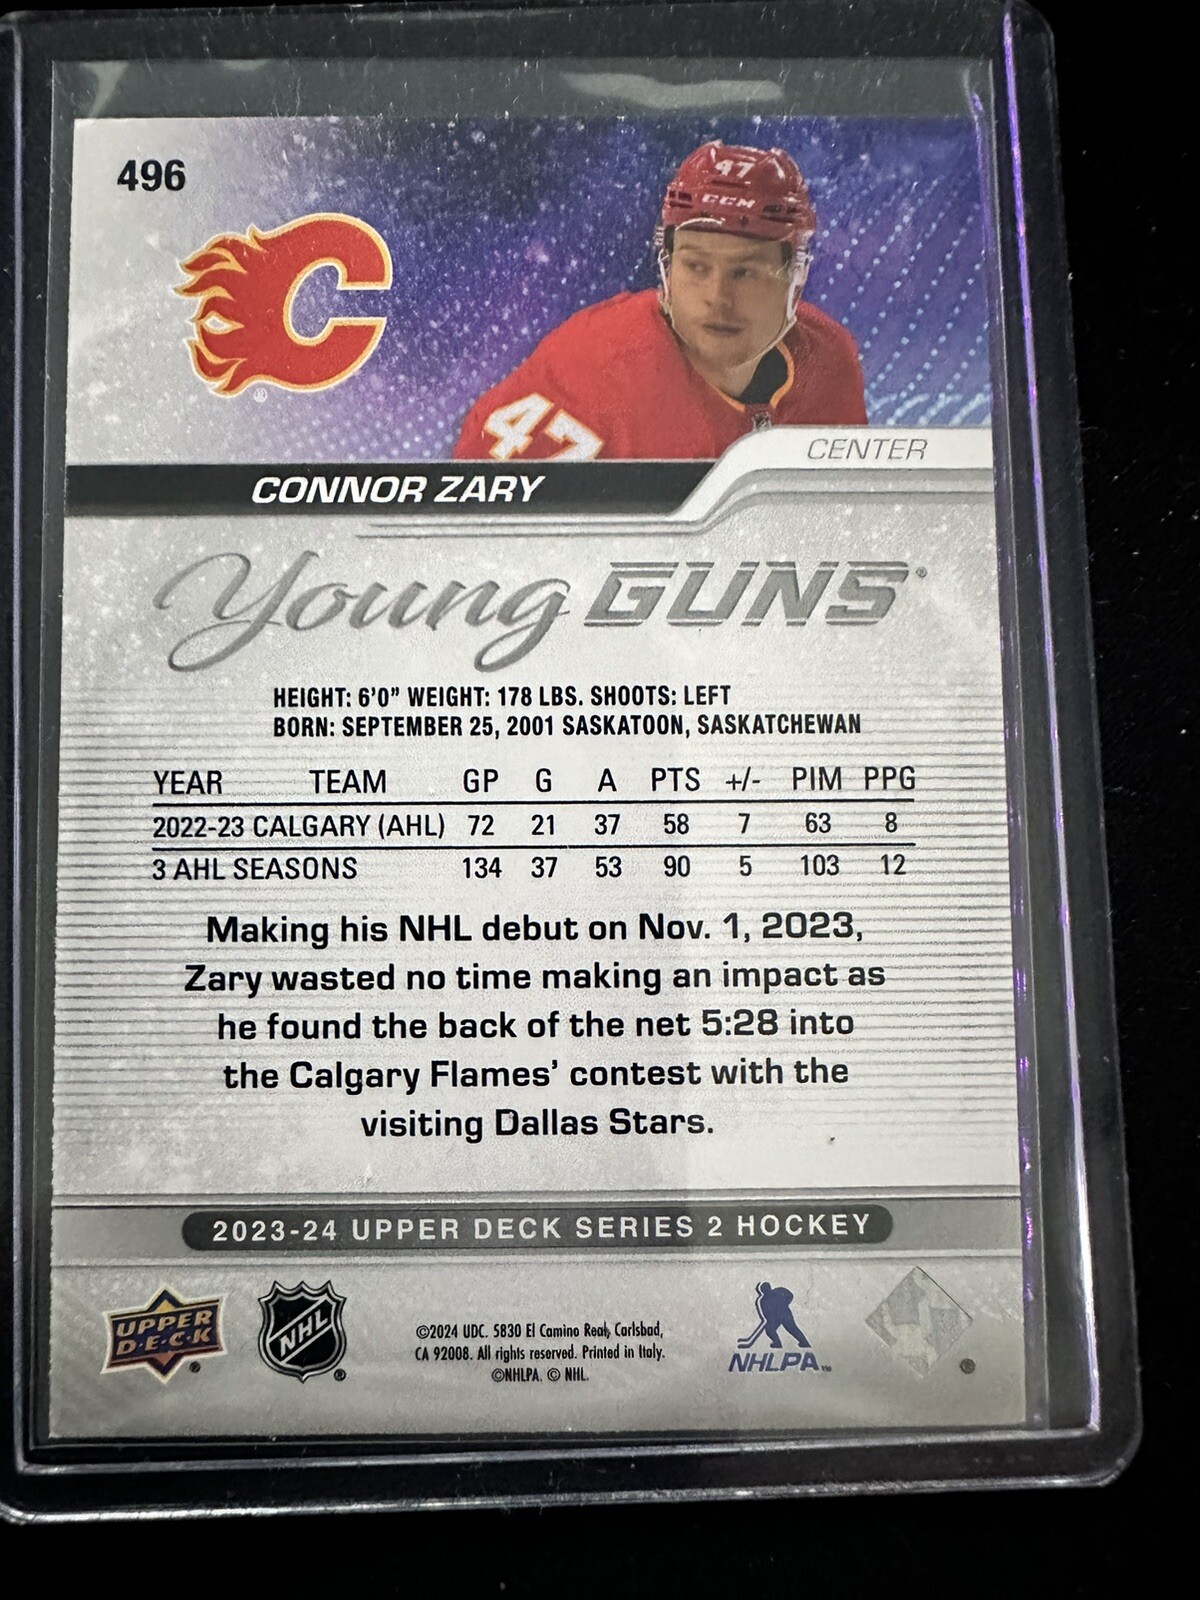 496
47
CCM
47
CENTER
CONNOR ZARY
Young GUNS
HEIGHT: 6'0" WEIGHT: 178 LBS. SHOOTS: LEFT
BORN: SEPTEMBER 25, 2001 SASKATOON, SASKATCHEWAN
YEAR TEAM GP G A PTS +/- PIM PPG
2022-23 CALGARY (AHL) 72 21 37 58 7 63 8
3 AHL SEASONS 134 37 53 90 5 103 12
Making his NHL debut on Nov. 1, 2023,
Zary wasted no time making an impact as
he found the back of the net 5:28 into
the Calgary Flames' contest with the
visiting Dallas Stars.
2023-24 UPPER DECK SERIES 2 HOCKEY
UPPER
D·E·C·K ®
NHL ®
©2024 UDC. 5830 El Camino Real, Carlsbad,
CA 92008. All rights reserved. Printed in Italy.
©NHLPA. © NHL.
NHLPA™
®